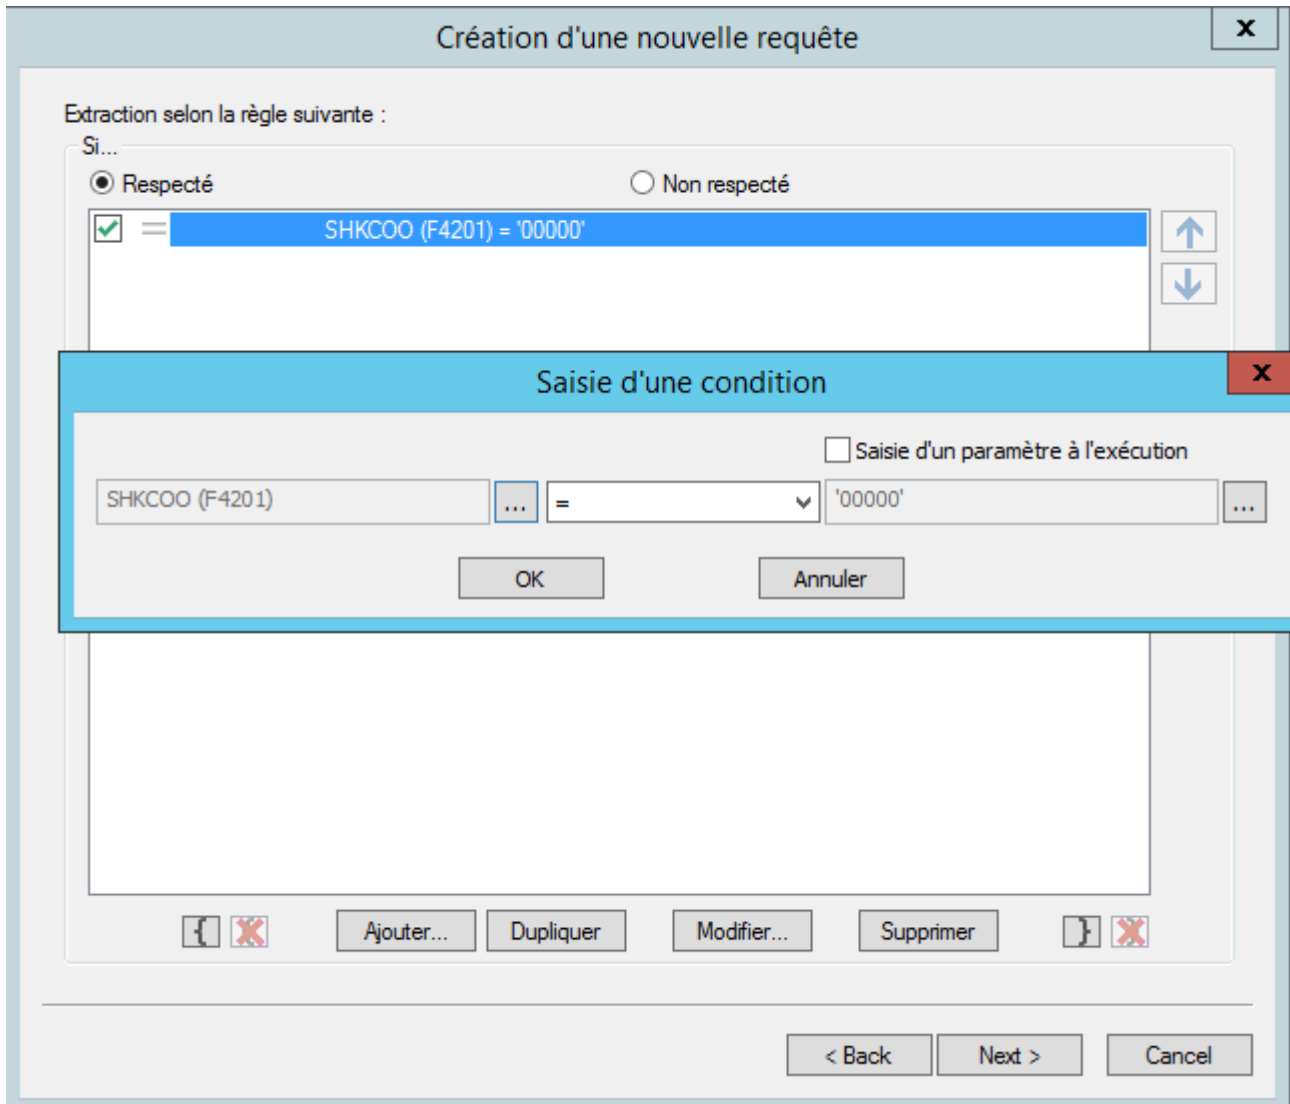 Création d'une nouvelle requête
x
Extraction selon la règle suivante :
Si...
Respecté
Non respecté
= SHKCOO (F4201) = '00000'
Saisie d'une condition
x
Saisie d'un paramètre à l'exécution
SHKCOO (F4201) ... = '00000' ...
OK Annuler
{ Ajouter... Dupliquer Modifier... Supprimer }
< Back Next > Cancel